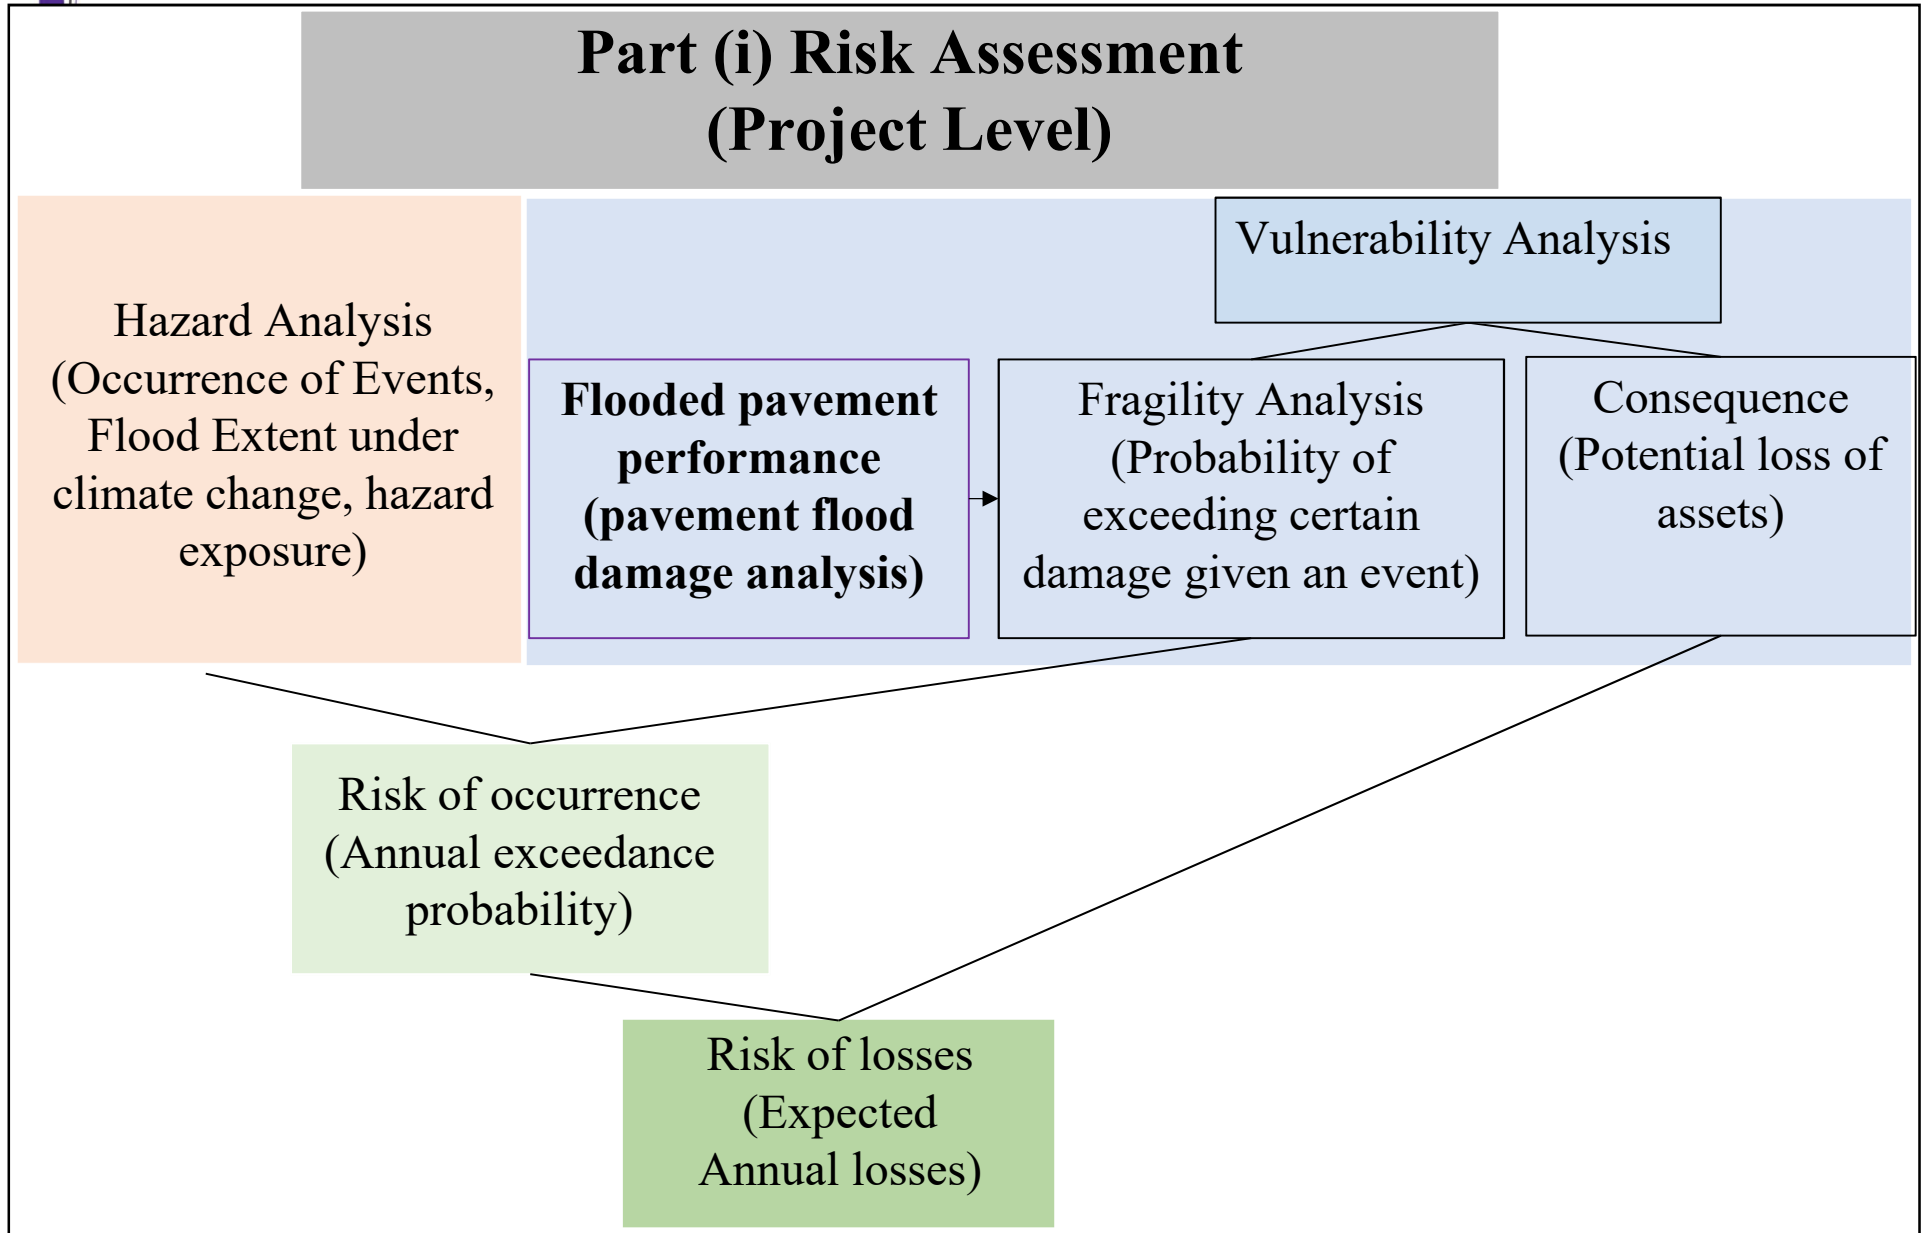 Part (i) Risk Assessment
(Project Level)
Hazard Analysis
(Occurrence of Events,
Flood Extent under
climate change, hazard
exposure)
Vulnerability Analysis
Flooded pavement
performance
(pavement flood
damage analysis)
Fragility Analysis
(Probability of
exceeding certain
damage given an event)
Consequence
(Potential loss of
assets)
Risk of occurrence
(Annual exceedance
probability)
Risk of losses
(Expected
Annual losses)